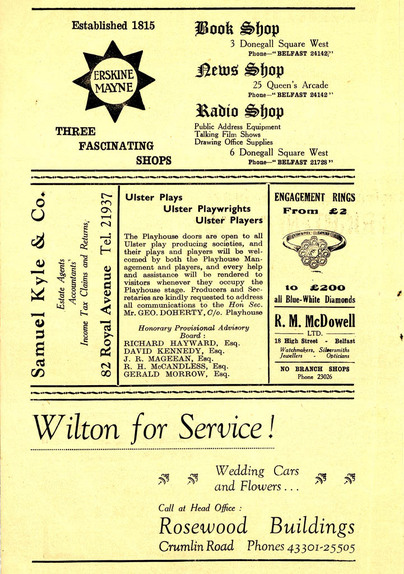 Established 1815
ERSKINE
MAYNE
THREE
FASCINATING
SHOPS
Book Shop
3 Donegall Square West
Phone—"BELFAST 24142"
News Shop
25 Queen's Arcade
Phone—"BELFAST 24142"
Radio Shop
Public Address Equipment
Talking Film Shows
Drawing Office Supplies
6 Donegall Square West
Phone—"BELFAST 21728"
Samuel Kyle & Co.
Estate Agents
Accountants
Income Tax Claims and Returns,
82 Royal Avenue Tel. 21937
Ulster Plays
Ulster Playwrights
Ulster Players
The Playhouse doors are open to all
Ulster play producing societies, and
their plays and players will be wel-
comed by both the Playhouse Man-
agement and players, and every help
and assistance will be rendered to
visitors whenever they occupy the
Playhouse stage. Producers and Sec-
retaries are kindly requested to address
all communications to the Hon Sec.
Mr. GEO. DOHERTY, C/o. Playhouse
Honorary Provisional Advisory
Board :
RICHARD HAYWARD, Esq.
DAVID KENNEDY, Esq.
J. R. MAGEEAN, Esq.
R. H. McCANDLESS, Esq.
GERALD MORROW, Esq.
ENGAGEMENT RINGS
From £2
to £200
all Blue-White Diamonds
R. M. McDowell
LTD.
18 High Street - Belfast
Watchmakers, Silversmiths
Jewellers - Opticians
NO BRANCH SHOPS
Phone 23026
Wilton for Service!
Wedding Cars
and Flowers...
Call at Head Office :
Rosewood Buildings
Crumlin Road Phones 43301-25505